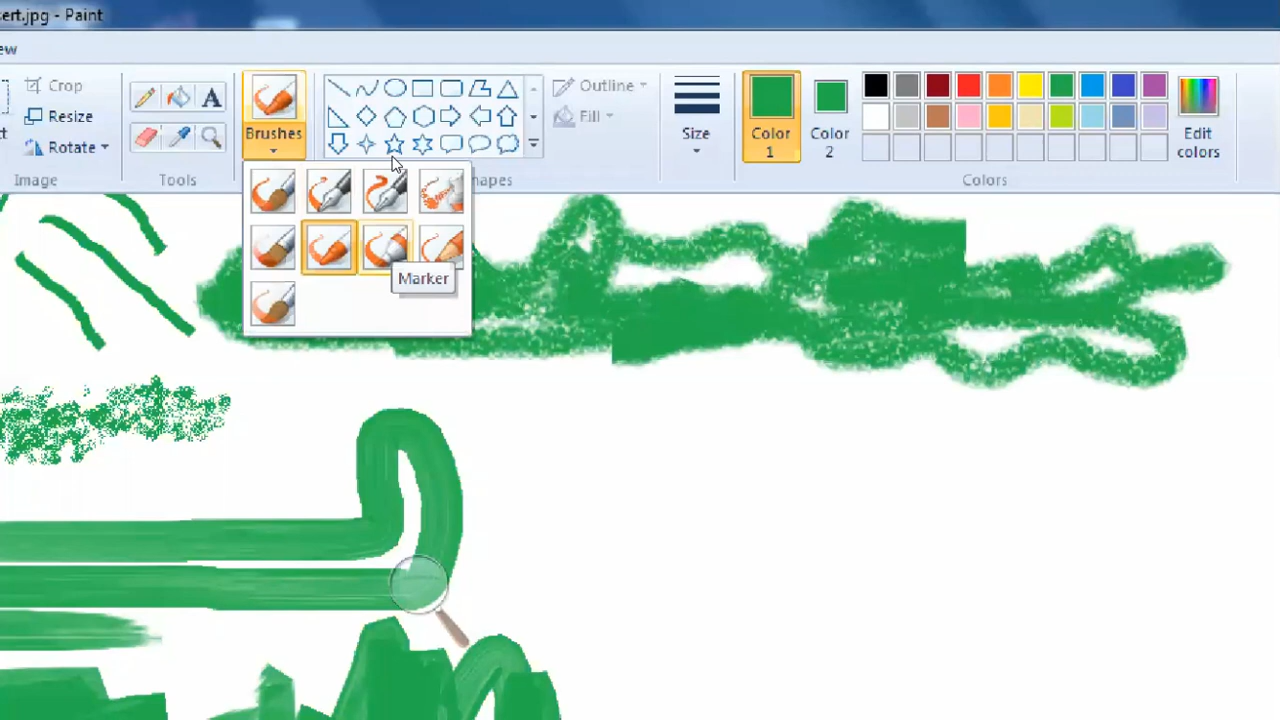 ert.jpg - Paint
ew
Crop
Resize
Rotate
Image
Tools
Brushes
hapes
Outline
Fill
Size
Color 1
Color 2
Edit colors
Colors
Marker